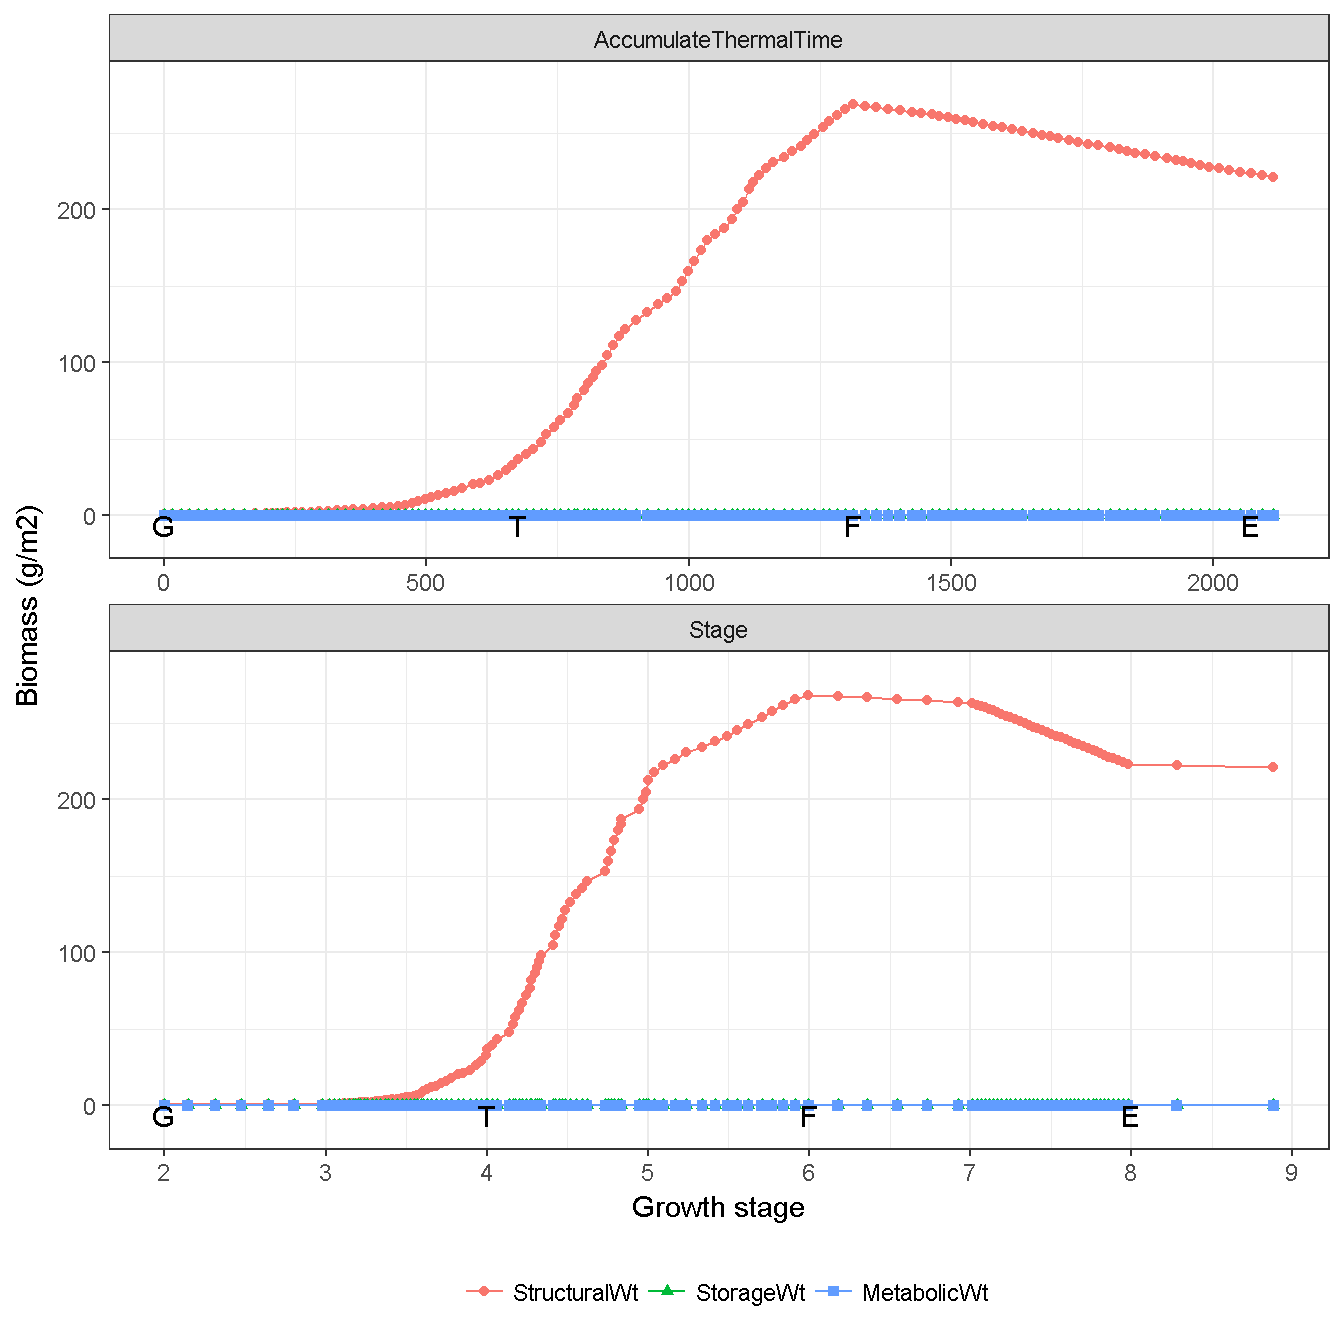 AccumulateThermalTime
200
100
0
G T F E
0 500 1000 1500 2000
Biomass (g/m2)
Stage
200
100
0
G T F E
2 3 4 5 6 7 8 9
Growth stage
StructuralWt StorageWt MetabolicWt